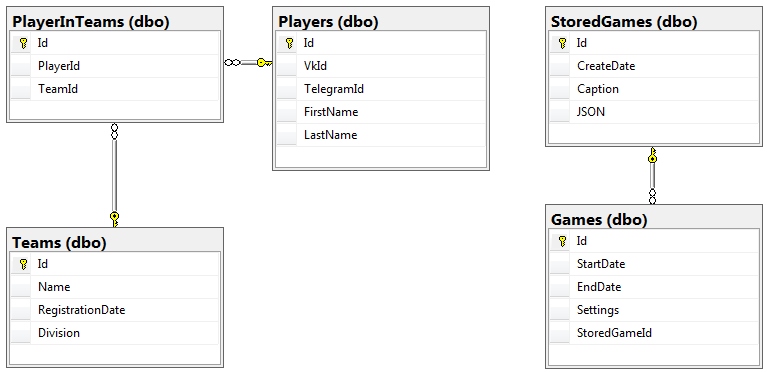 PlayerInTeams (dbo)
Id
PlayerId
TeamId
Players (dbo)
Id
VkId
TelegramId
FirstName
LastName
StoredGames (dbo)
Id
CreateDate
Caption
JSON
Teams (dbo)
Id
Name
RegistrationDate
Division
Games (dbo)
Id
StartDate
EndDate
Settings
StoredGameId